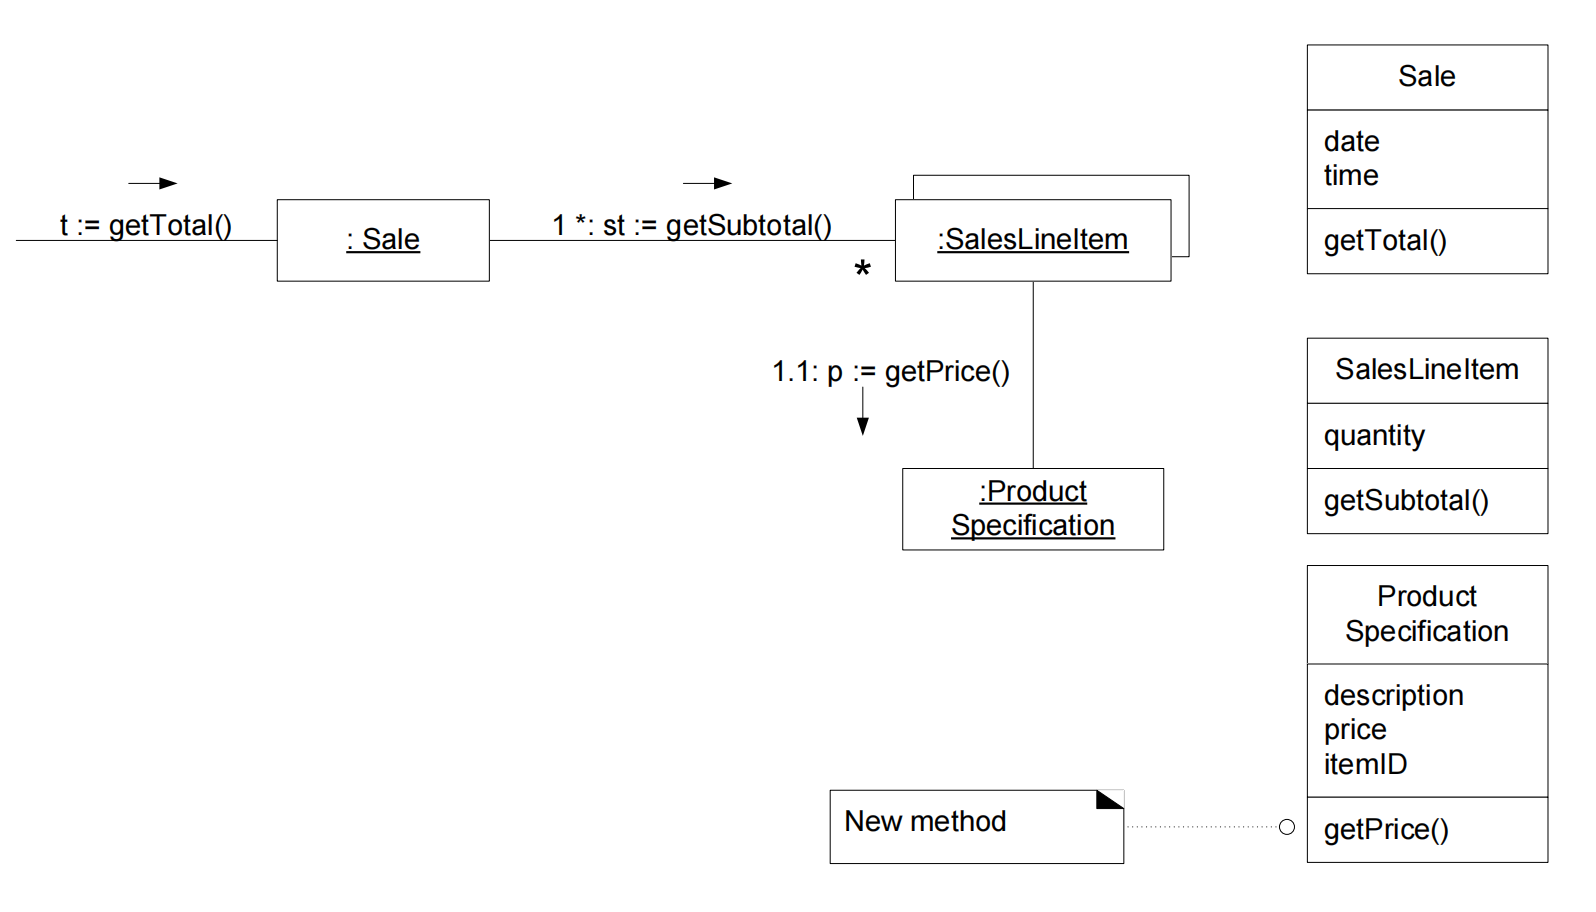 t := getTotal()
: Sale
1 *: st := getSubtotal()
*
:SalesLineItem
1.1: p := getPrice()
:Product
Specification
New method
Sale
date
time
getTotal()
SalesLineItem
quantity
getSubtotal()
Product
Specification
description
price
itemID
getPrice()